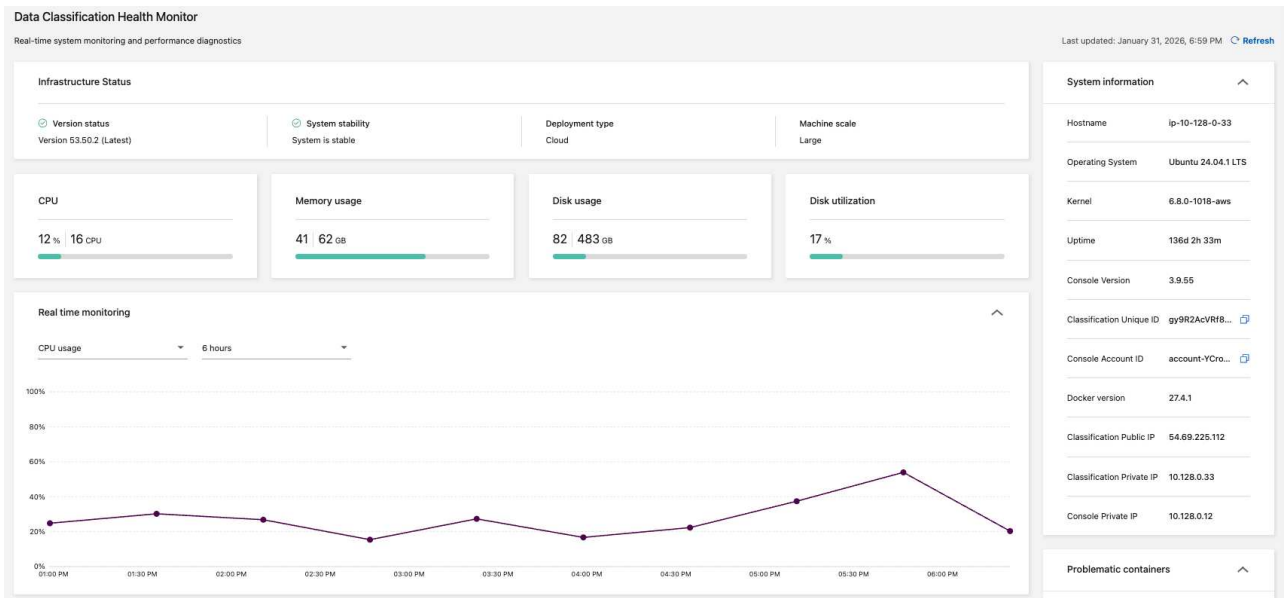 Data Classification Health Monitor
Real-time system monitoring and performance diagnostics
Last updated: January 31, 2026, 6:59 PM Refresh
Infrastructure Status
Version status
Version 53.50.2 (Latest)
System stability
System is stable
Deployment type
Cloud
Machine scale
Large
CPU
12 % 16 CPU
Memory usage
41 62 GB
Disk usage
82 483 GB
Disk utilization
17 %
Real time monitoring
CPU usage
6 hours
100%
80%
60%
40%
20%
0%
01:00 PM 01:30 PM 02:00 PM 02:30 PM 03:00 PM 03:30 PM 04:00 PM 04:30 PM 05:00 PM 05:30 PM 06:00 PM
System information
Hostname ip-10-128-0-33
Operating System Ubuntu 24.04.1 LTS
Kernel 6.8.0-1018-aws
Uptime 136d 2h 33m
Console Version 3.9.55
Classification Unique ID gy9R2AcVRf8...
Console Account ID account-YCro...
Docker version 27.4.1
Classification Public IP 54.69.225.112
Classification Private IP 10.128.0.33
Console Private IP 10.128.0.12
Problematic containers